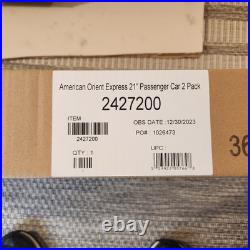 American Orient Express 21" Passenger Car 2 Pack
2427200
ITEM
OBS DATE :12/30/2023
2427200
PO#: 1026473
QTY : 1
UPC :
36